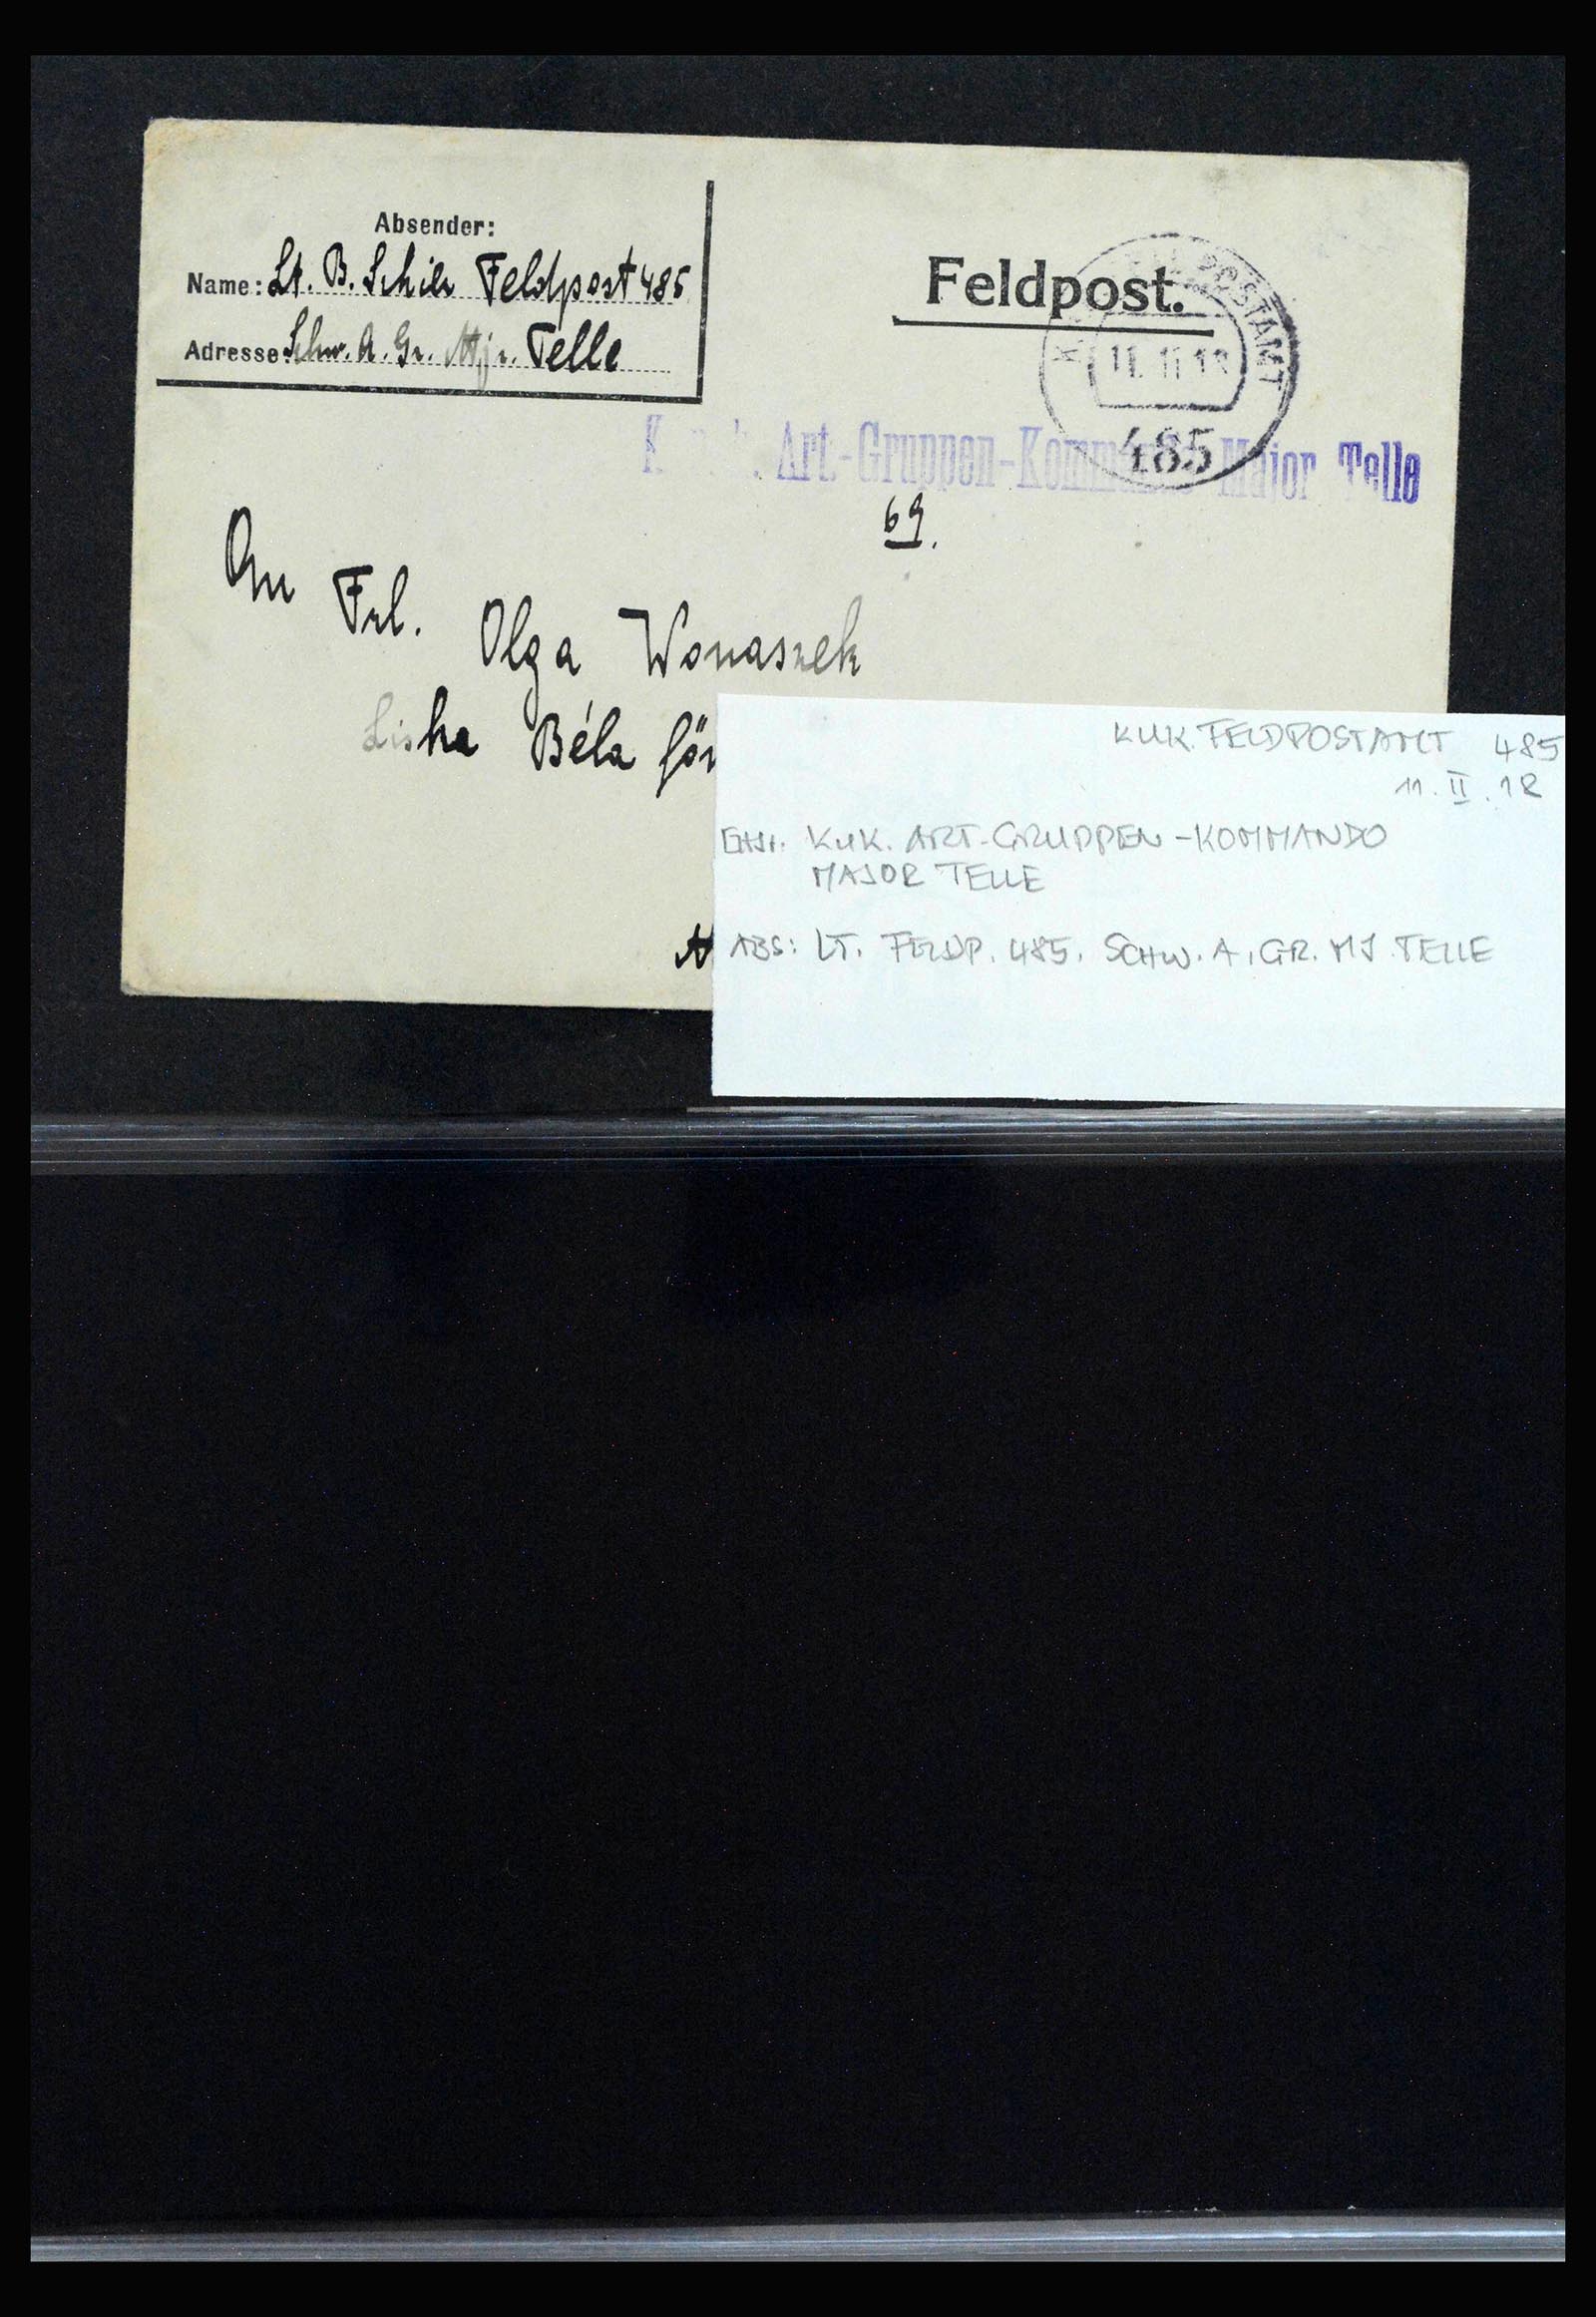 Absender:
Name: Lt. B. Schiller Feldpost 485
Adresse: Schw. A. Gr. Mjr. Telle
Feldpost.
POSTAMT
11. II 18
485
Art.-Gruppen-Kommando Major Telle
69.
An Frl. Olga Wonaszek
Liska Béla
K.U.K. FELDPOSTAMT 485
11. II. 18
K.U.K. ART.-GRUPPEN-KOMMANDO
MAJOR TELLE
ABS: LT. FELDP. 485. SCHW. A. GR. MJ. TELLE